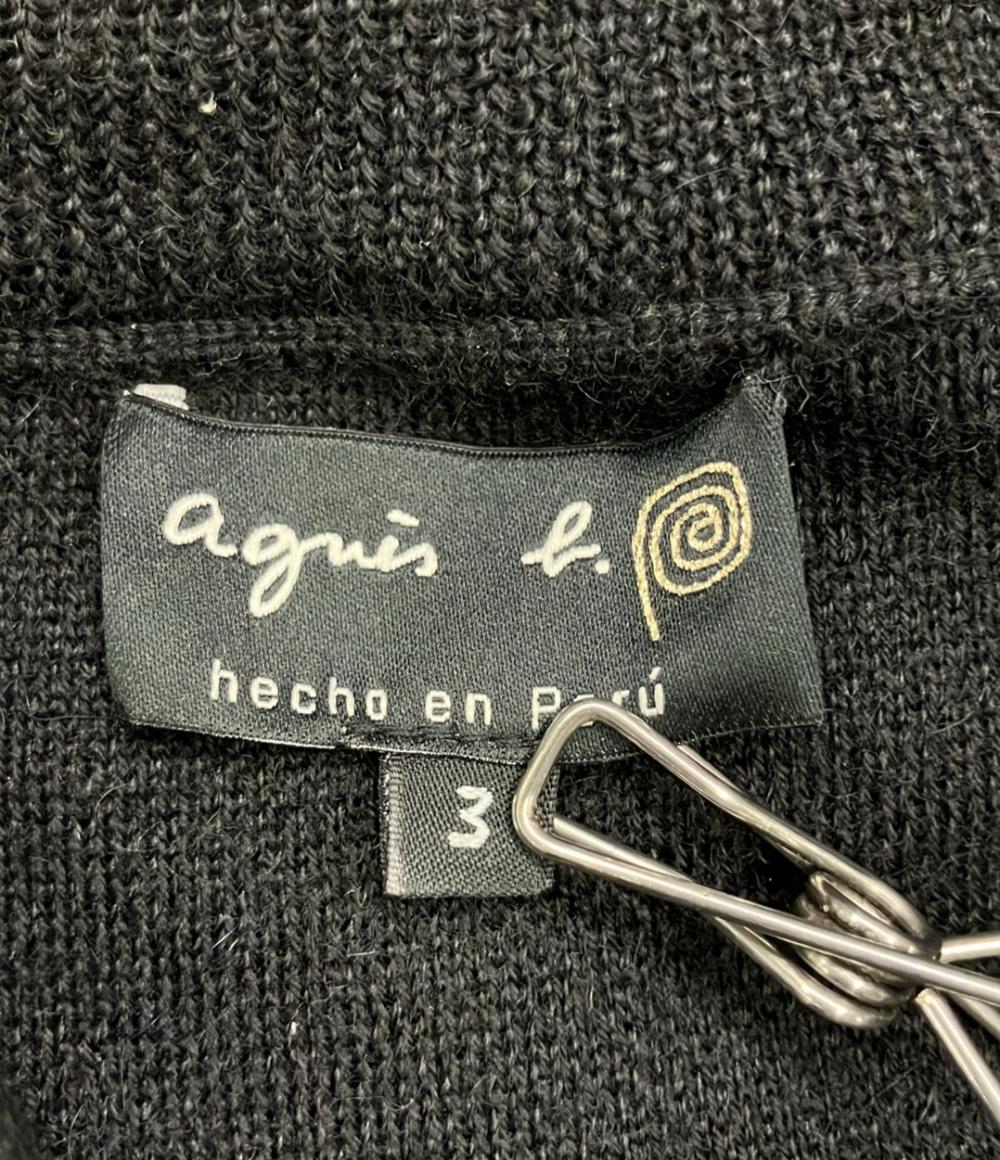 agnès b.
hecho en Perú
3